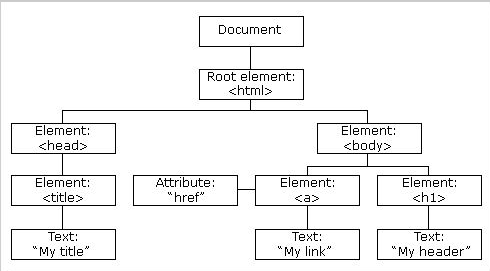 Document
Root element:
<html>
Element:
<head>
Element:
<body>
Element:
<title>
Attribute:
“href”
Element:
<a>
Element:
<h1>
Text:
“My title”
Text:
“My link”
Text:
“My header”